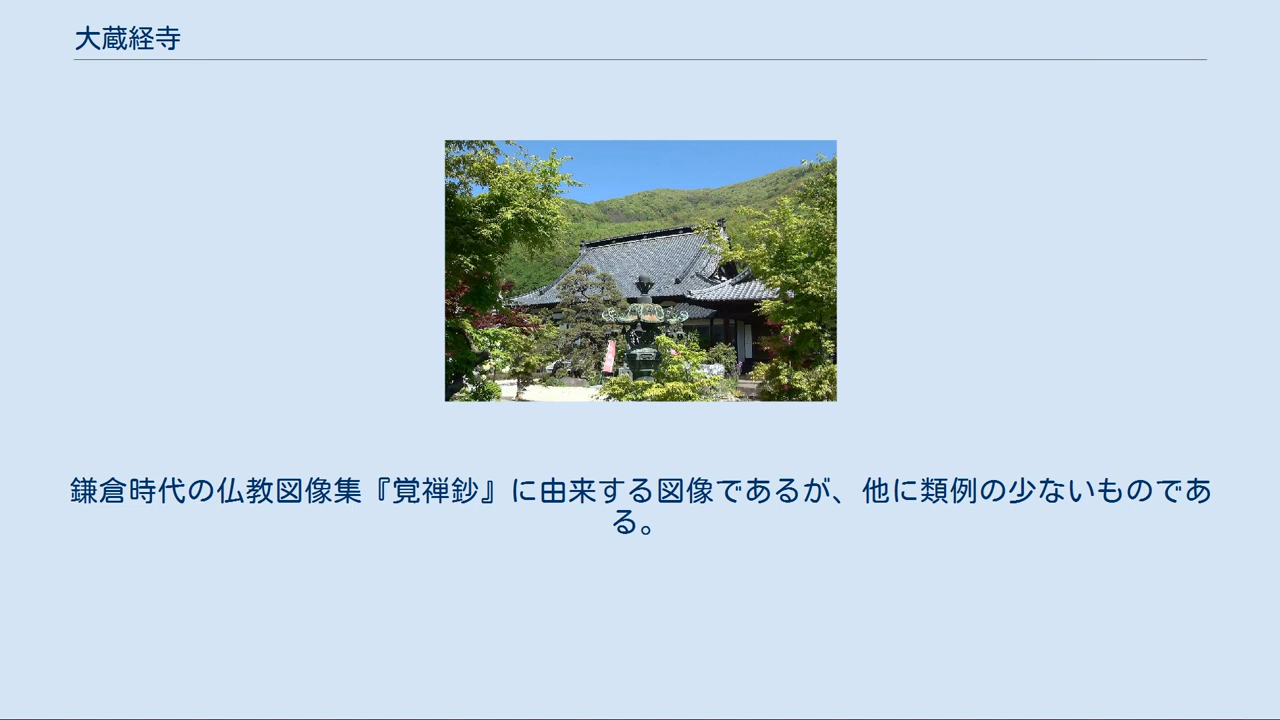 大蔵経寺
鎌倉時代の仏教図像集『覚禅鈔』に由来する図像であるが、他に類例の少ないものであ
る。